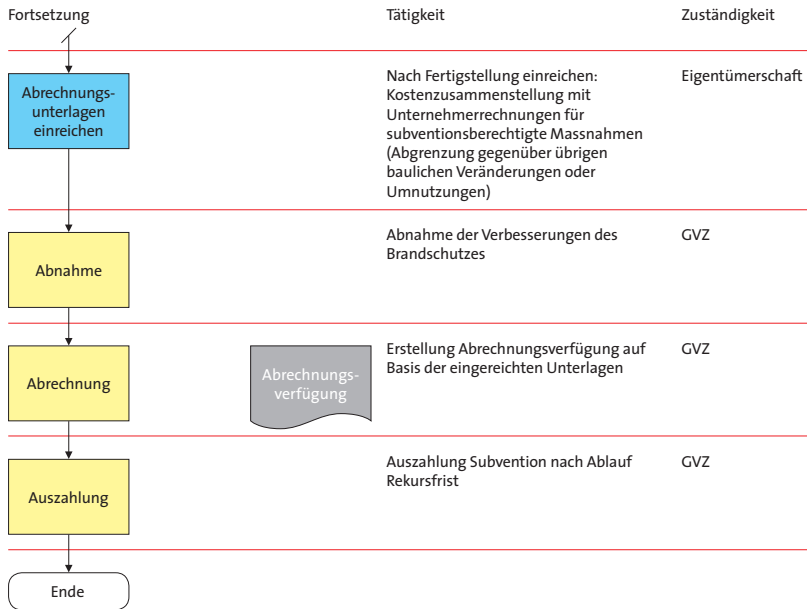 Fortsetzung
Tätigkeit
Zuständigkeit
Abrechnungs-
unterlagen
einreichen
Nach Fertigstellung einreichen:
Kostenzusammenstellung mit
Unternehmerrechnungen für
subventionsberechtigte Massnahmen
(Abgrenzung gegenüber übrigen
baulichen Veränderungen oder
Umnutzungen)
Eigentümerschaft
Abnahme
Abnahme der Verbesserungen des
Brandschutzes
GVZ
Abrechnung
Abrechnungs-
verfügung
Erstellung Abrechnungsverfügung auf
Basis der eingereichten Unterlagen
GVZ
Auszahlung
Auszahlung Subvention nach Ablauf
Rekursfrist
GVZ
Ende